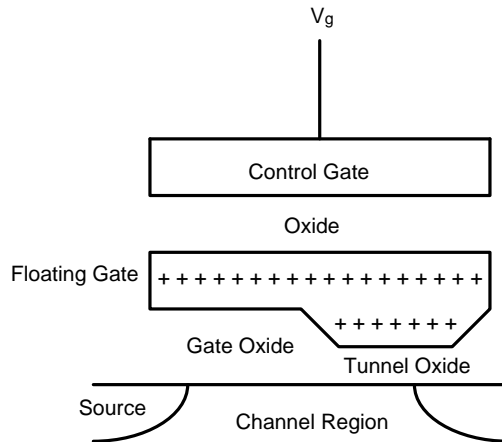 Vg
Control Gate
Oxide
Floating Gate
+ + + + + + + + + + + + + + + + + +
+ + + + + + +
Gate Oxide
Tunnel Oxide
Source
Channel Region